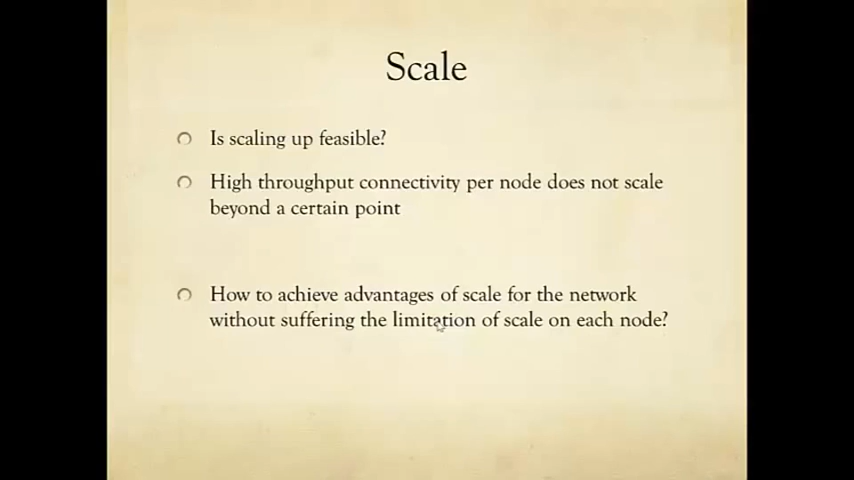 Scale
Is scaling up feasible?
High throughput connectivity per node does not scale
beyond a certain point
How to achieve advantages of scale for the network
without suffering the limitation of scale on each node?